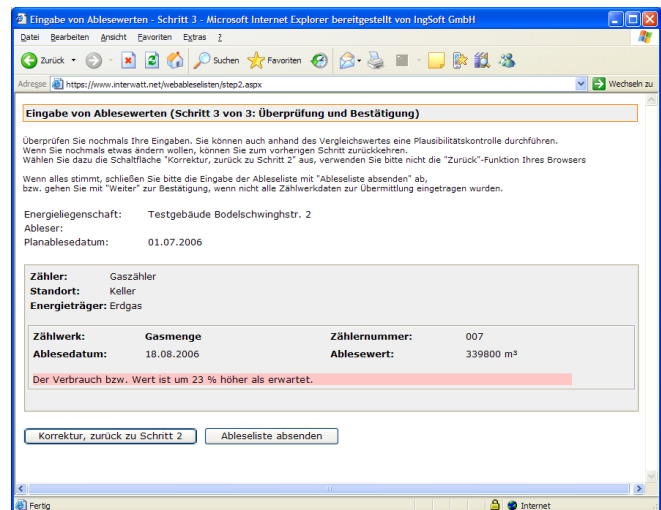 Eingabe von Ablesewerten - Schritt 3 - Microsoft Internet Explorer bereitgestellt von IngSoft GmbH
Datei Bearbeiten Ansicht Favoriten Extras ?
Zurück Suchen Favoriten
Adresse https://www.interwatt.net/webableselisten/step2.aspx Wechseln zu
Eingabe von Ablesewerten (Schritt 3 von 3: Überprüfung und Bestätigung)
Überprüfen Sie nochmals Ihre Eingaben. Sie können auch anhand des Vergleichswertes eine Plausibilitätskontrolle durchführen.
Wenn Sie nochmals etwas ändern wollen, können Sie zum vorherigen Schritt zurückkehren.
Wählen Sie dazu die Schaltfläche "Korrektur, zurück zu Schritt 2" aus, verwenden Sie bitte nicht die "Zurück"-Funktion Ihres Browsers
Wenn alles stimmt, schließen Sie bitte die Eingabe der Ableseliste mit "Ableseliste absenden" ab,
bzw. gehen Sie mit "Weiter" zur Bestätigung, wenn nicht alle Zählwerkdaten zur Übermittlung eingetragen wurden.
Energieliegenschaft: Testgebäude Bodelschwinghstr. 2
Ableser:
Planablesedatum: 01.07.2006
Zähler: Gaszähler
Standort: Keller
Energieträger: Erdgas
Zählwerk: Gasmenge Zählernummer: 007
Ablesedatum: 18.08.2006 Ablesewert: 339800 m³
Der Verbrauch bzw. Wert ist um 23 % höher als erwartet.
Korrektur, zurück zu Schritt 2 Ableseliste absenden
Fertig Internet